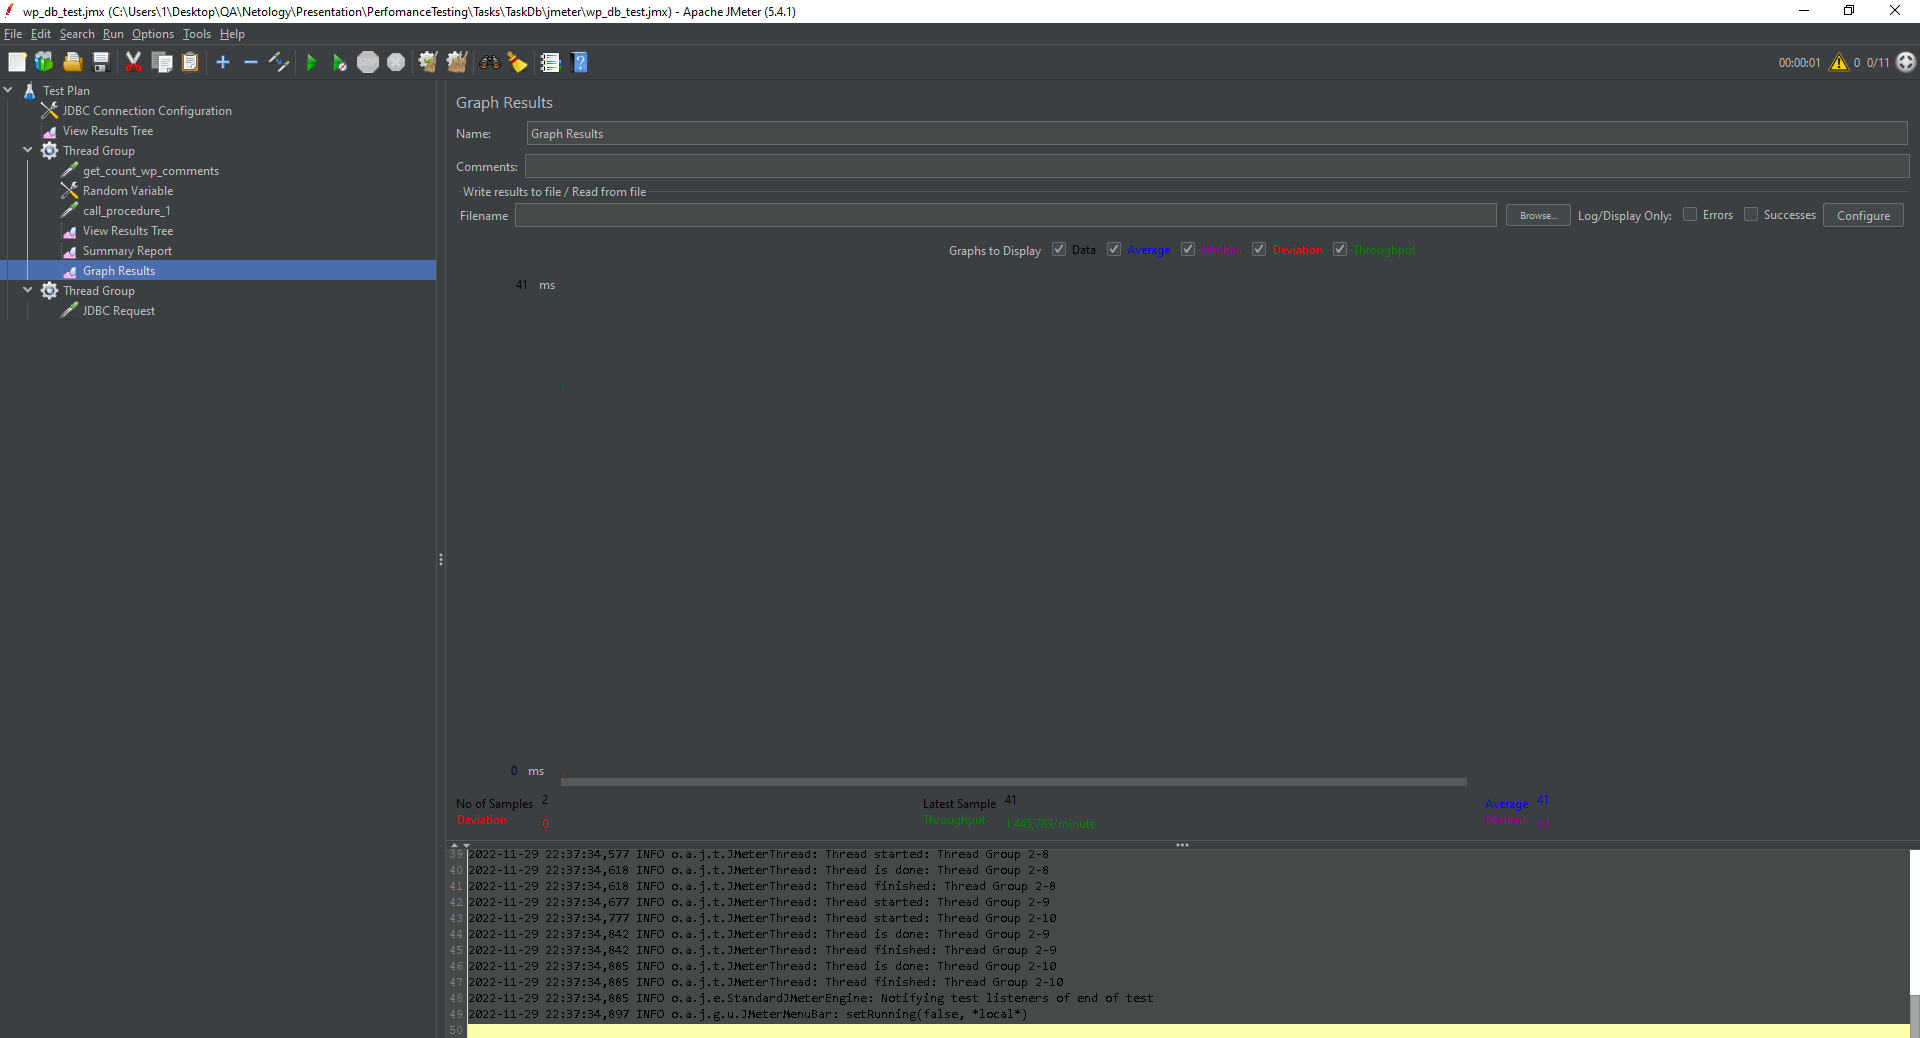 wp_db_test.jmx (C:\Users\1\Desktop\QA\Netology\Presentation\PerfomanceTesting\Tasks\TaskDb\jmeter\wp_db_test.jmx) - Apache JMeter (5.4.1)
File Edit Search Run Options Tools Help
STOP
00:00:01 0 0/11
Test Plan
JDBC Connection Configuration
View Results Tree
Thread Group
get_count_wp_comments
Random Variable
call_procedure_1
View Results Tree
Summary Report
Graph Results
Thread Group
JDBC Request
Graph Results
Name: Graph Results
Comments:
Write results to file / Read from file
Filename Browse... Log/Display Only: Errors Successes Configure
Graphs to Display Data Average Median Deviation Throughput
41 ms
0 ms
No of Samples 2 Latest Sample 41 Average 41
Deviation 0 Throughput 1 445,783/minute Median 41
39 2022-11-29 22:37:34,577 INFO o.a.j.t.JMeterThread: Thread started: Thread Group 2-8
40 2022-11-29 22:37:34,618 INFO o.a.j.t.JMeterThread: Thread is done: Thread Group 2-8
41 2022-11-29 22:37:34,618 INFO o.a.j.t.JMeterThread: Thread finished: Thread Group 2-8
42 2022-11-29 22:37:34,677 INFO o.a.j.t.JMeterThread: Thread started: Thread Group 2-9
43 2022-11-29 22:37:34,777 INFO o.a.j.t.JMeterThread: Thread started: Thread Group 2-10
44 2022-11-29 22:37:34,842 INFO o.a.j.t.JMeterThread: Thread is done: Thread Group 2-9
45 2022-11-29 22:37:34,842 INFO o.a.j.t.JMeterThread: Thread finished: Thread Group 2-9
46 2022-11-29 22:37:34,885 INFO o.a.j.t.JMeterThread: Thread is done: Thread Group 2-10
47 2022-11-29 22:37:34,885 INFO o.a.j.t.JMeterThread: Thread finished: Thread Group 2-10
48 2022-11-29 22:37:34,885 INFO o.a.j.e.StandardJMeterEngine: Notifying test listeners of end of test
49 2022-11-29 22:37:34,897 INFO o.a.j.g.u.JMeterMenuBar: setRunning(false, *local*)
50